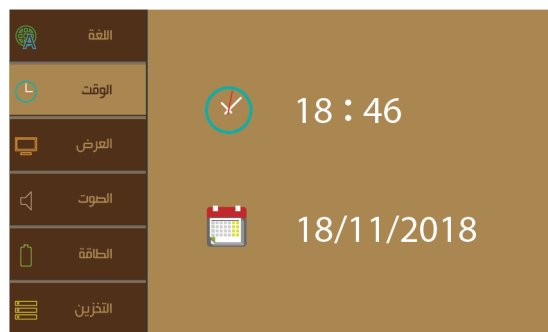 اللغة
الوقت
العرض
الصوت
الطاقة
التخزين
18 : 46
18/11/2018